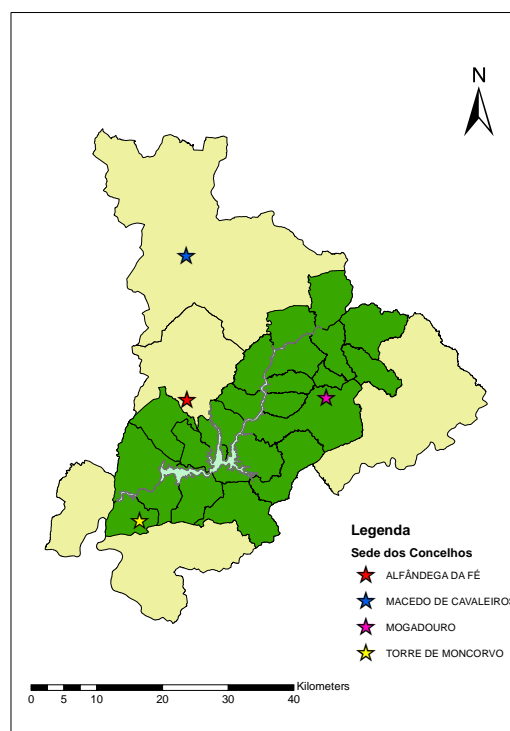 N
Legenda
Sede dos Concelhos
ALFÂNDEGA DA FÉ
MACEDO DE CAVALEIROS
MOGADOURO
TORRE DE MONCORVO
Kilometers
0 5 10 20 30 40